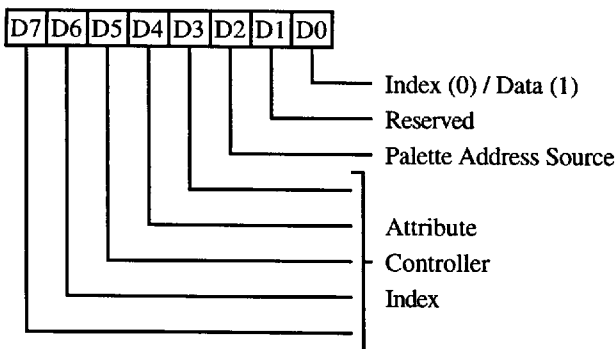 D7 D6 D5 D4 D3 D2 D1 D0
Index (0) / Data (1)
Reserved
Palette Address Source
Attribute
Controller
Index